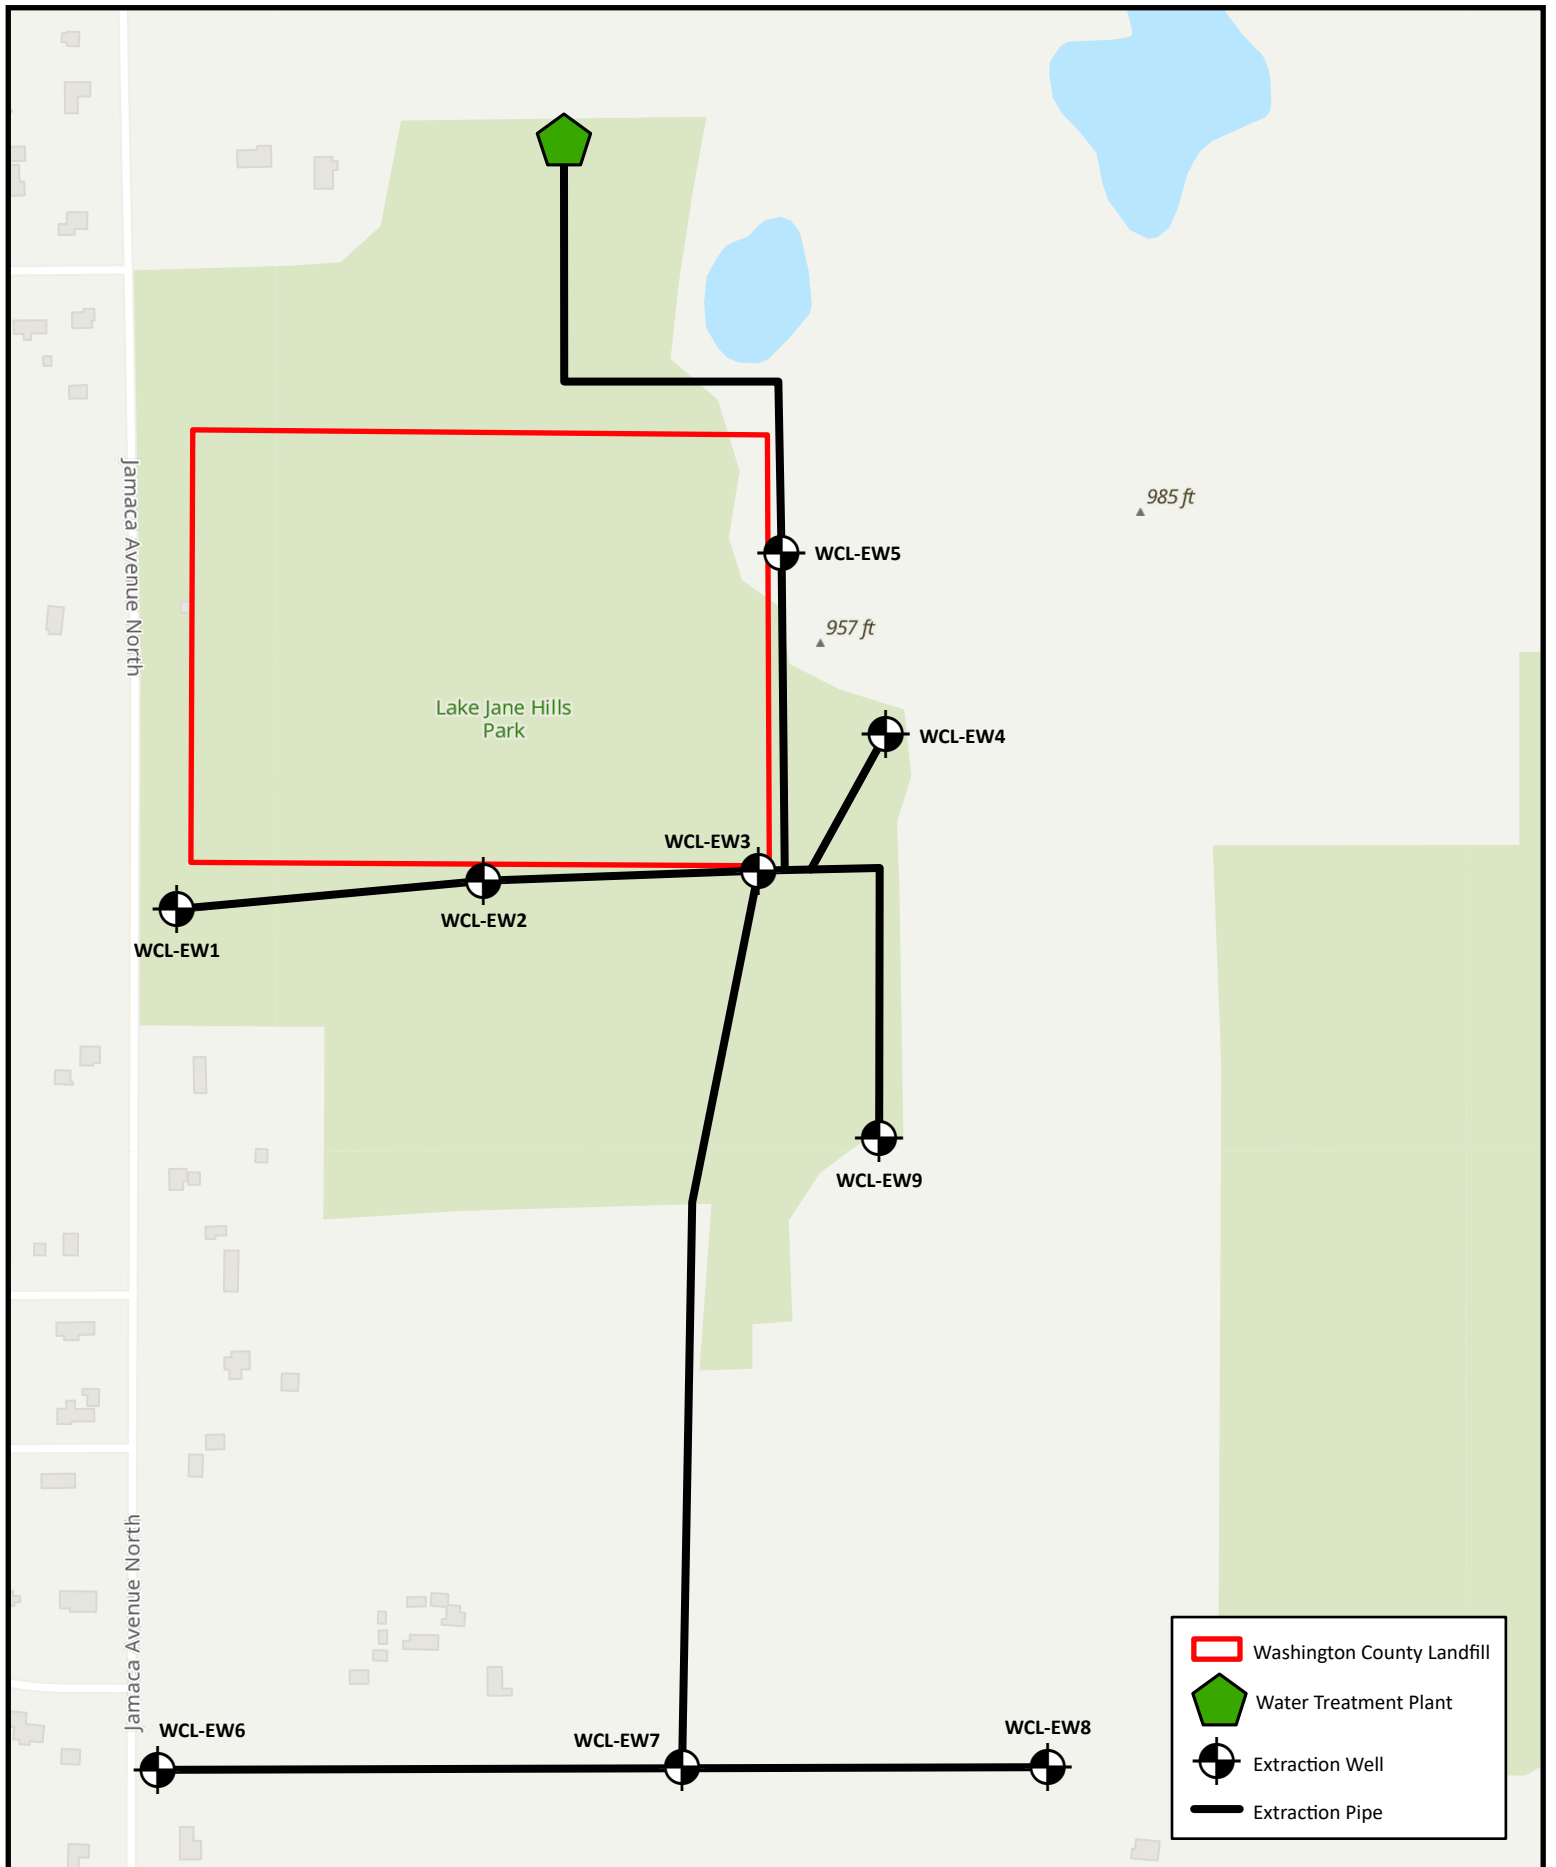 985 ft
Jamaca Avenue North
WCL-EW5
957 ft
Lake Jane Hills
Park
WCL-EW4
WCL-EW3
WCL-EW2
WCL-EW1
WCL-EW9
Jamaca Avenue North
WCL-EW6
WCL-EW7
WCL-EW8
Washington County Landfill
Water Treatment Plant
Extraction Well
Extraction Pipe